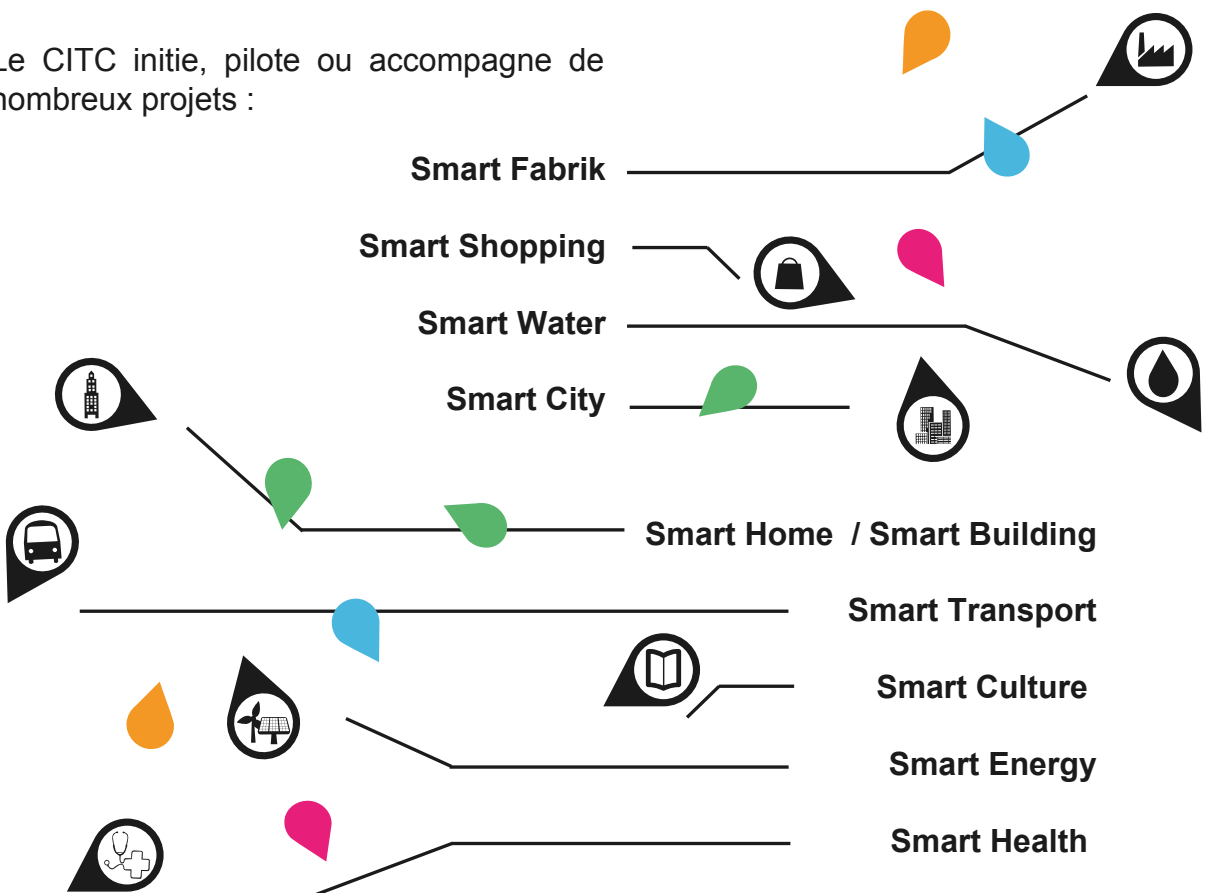 Le CITC initie, pilote ou accompagne de
nombreux projets :
Smart Fabrik
Smart Shopping
Smart Water
Smart City
Smart Home / Smart Building
Smart Transport
Smart Culture
Smart Energy
Smart Health